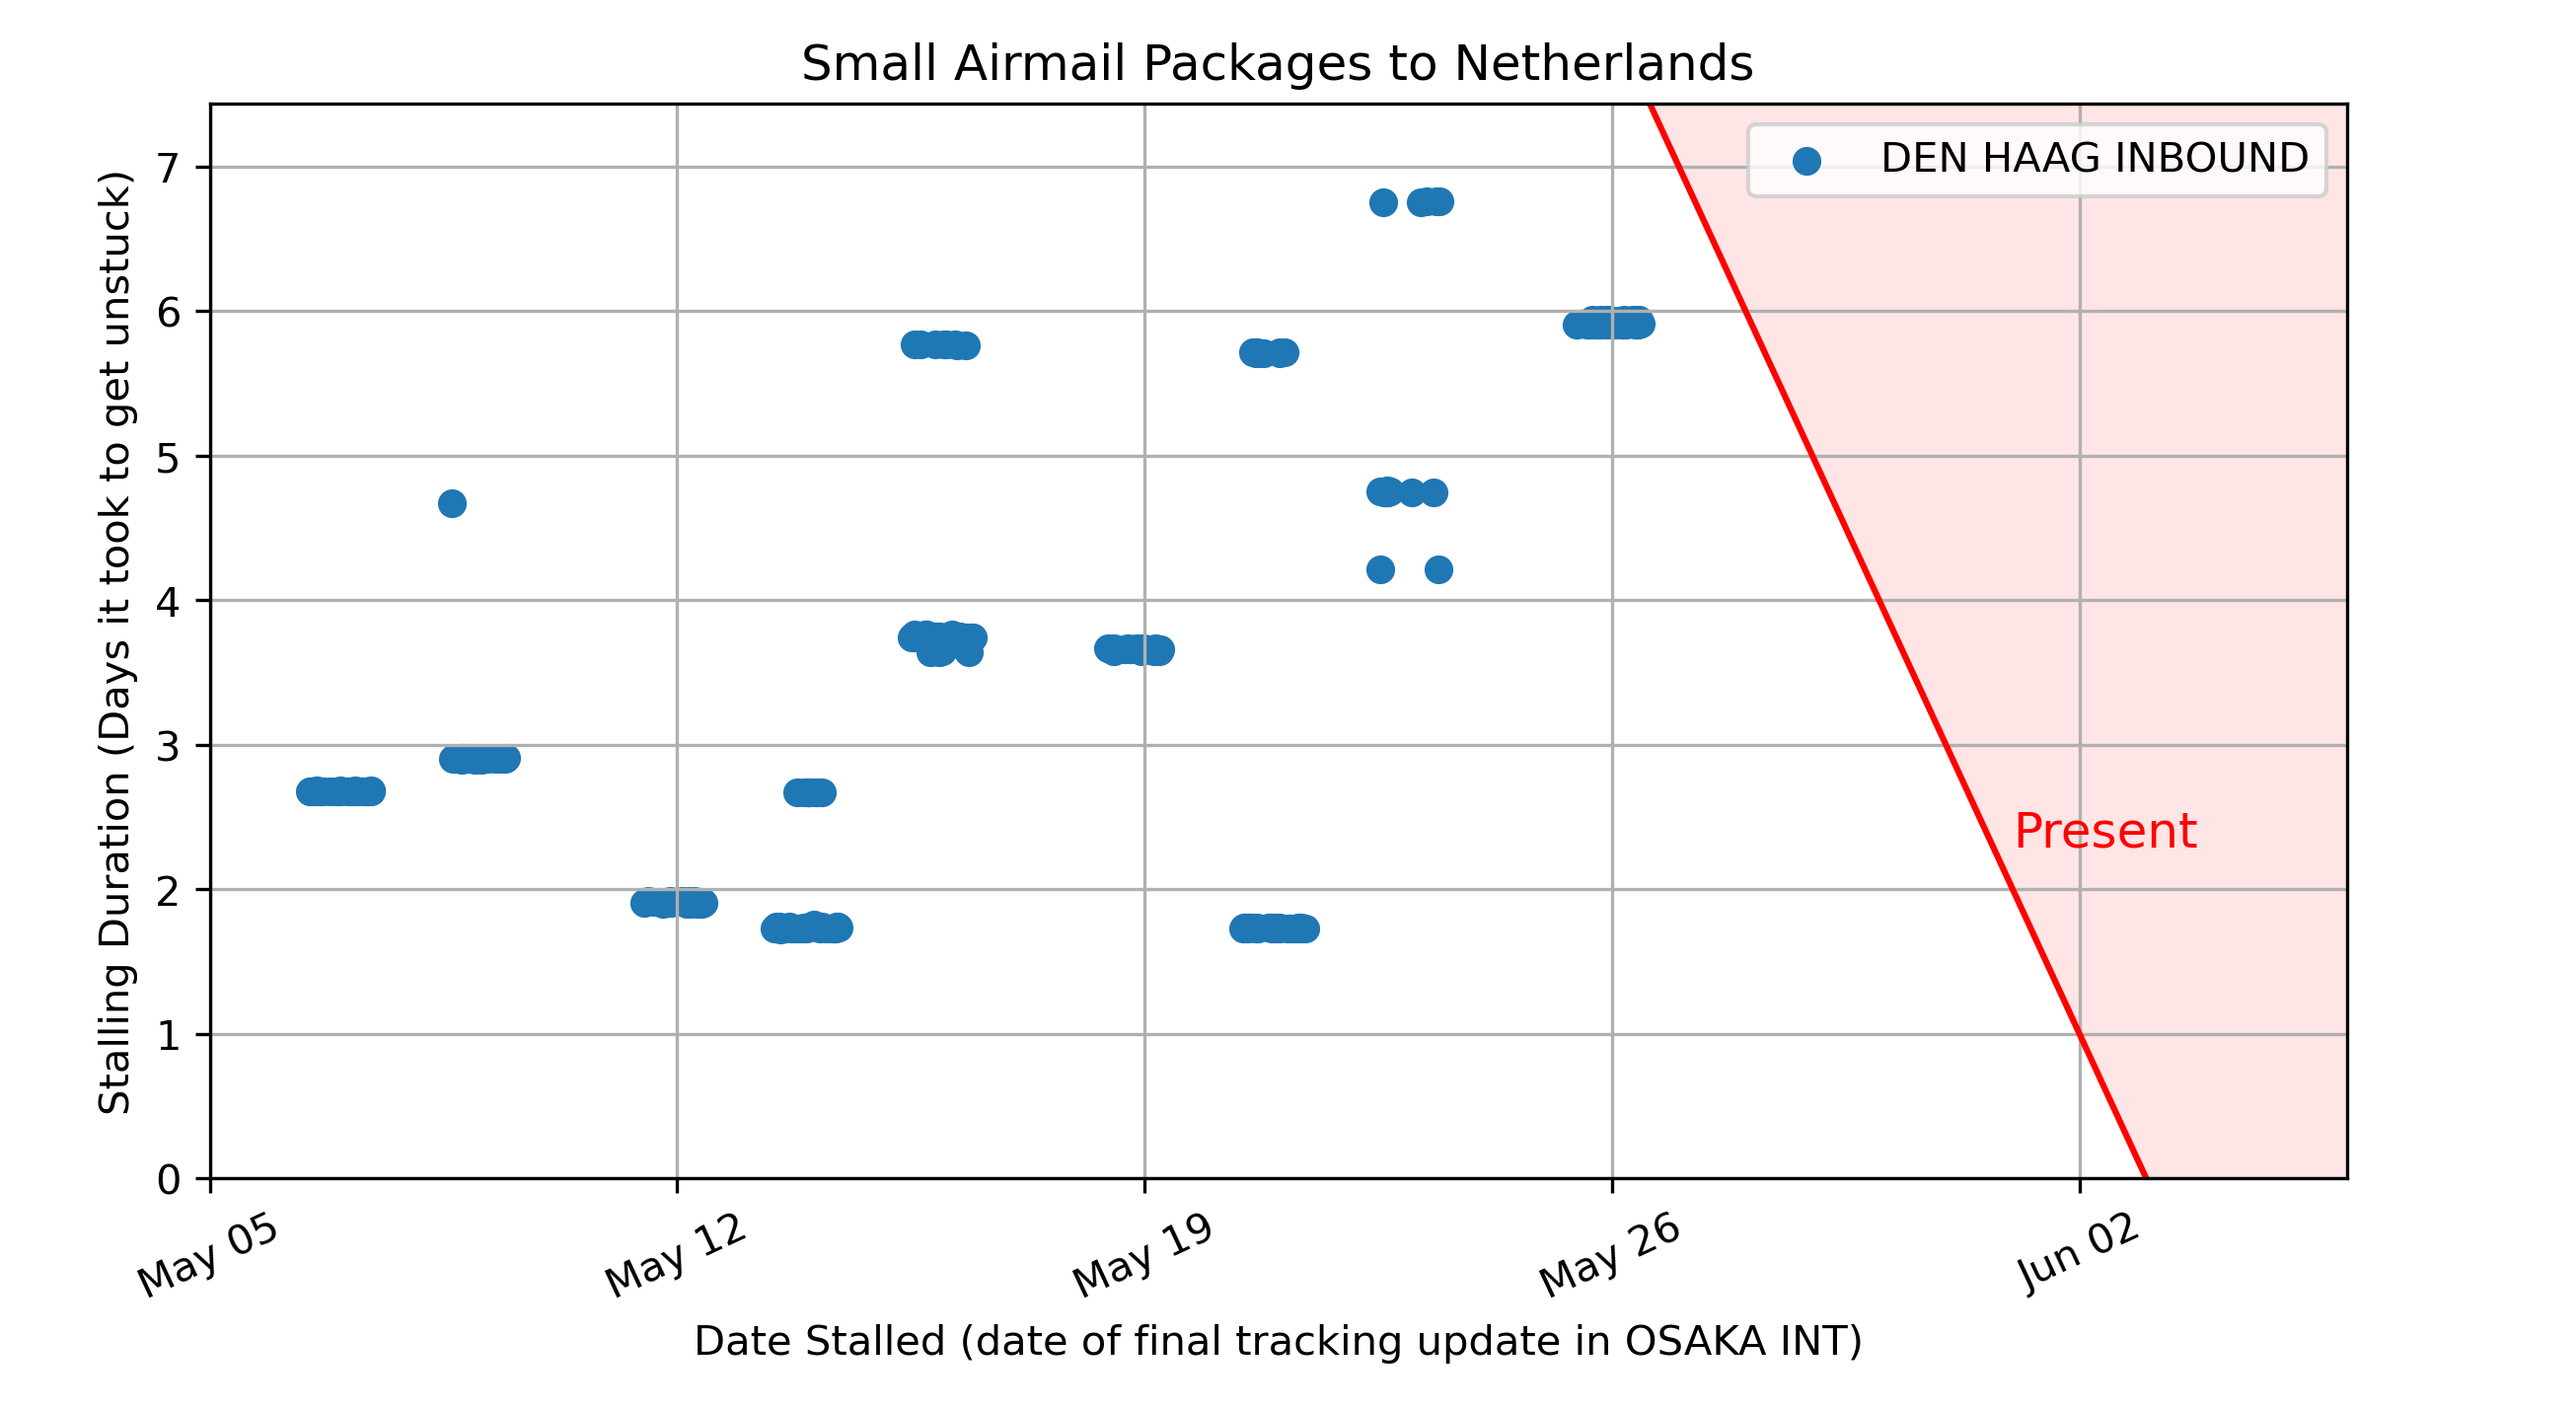 Small Airmail Packages to Netherlands
Stalling Duration (Days it took to get unstuck)
7
6
5
4
3
2
1
0
DEN HAAG INBOUND
Present
May 05
May 12
May 19
May 26
Jun 02
Date Stalled (date of final tracking update in OSAKA INT)